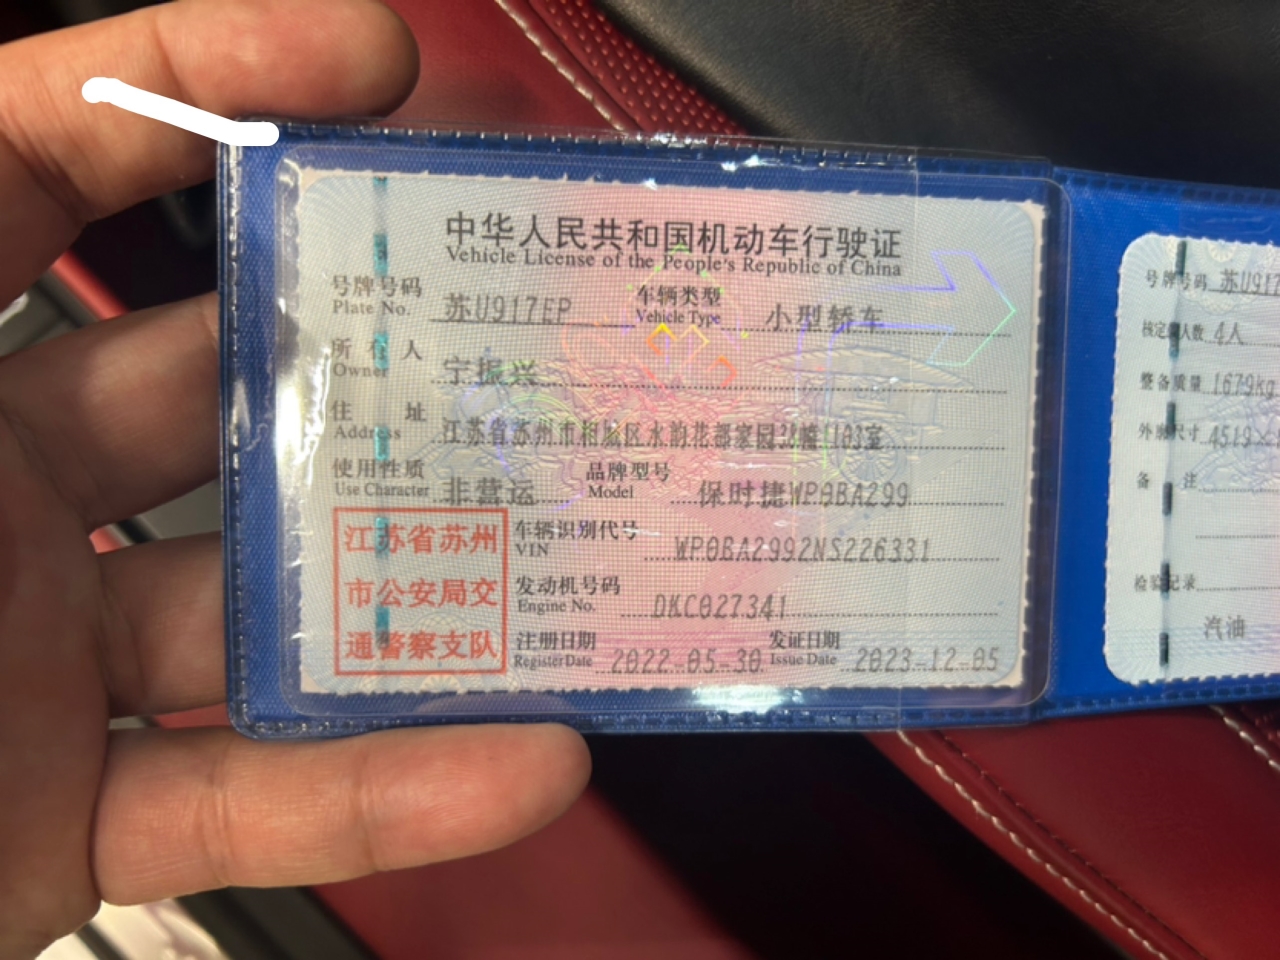 中华人民共和国机动车行驶证
Vehicle License of the People's Republic of China
号牌号码 苏U917EP 车辆类型 小型轿车
Plate No. Vehicle Type
所有人 宁振兴
Owner
住址 江苏省苏州市相城区水韵花都家园 1103室
Address
使用性质 非营运 品牌型号 保时捷WP0BA299
Use Character Model
江苏省苏州
市公安局交
通警察支队
车辆识别代号 WP0BA2992NS226331
VIN
发动机号码 DKC027341
Engine No.
注册日期 2022-05-30 发证日期 2023-12-05
Register Date Issue Date
号牌号码 苏U917
核定载人数 4人
整备质量 1679kg
外廓尺寸 4519×
备注
检验记录
汽油